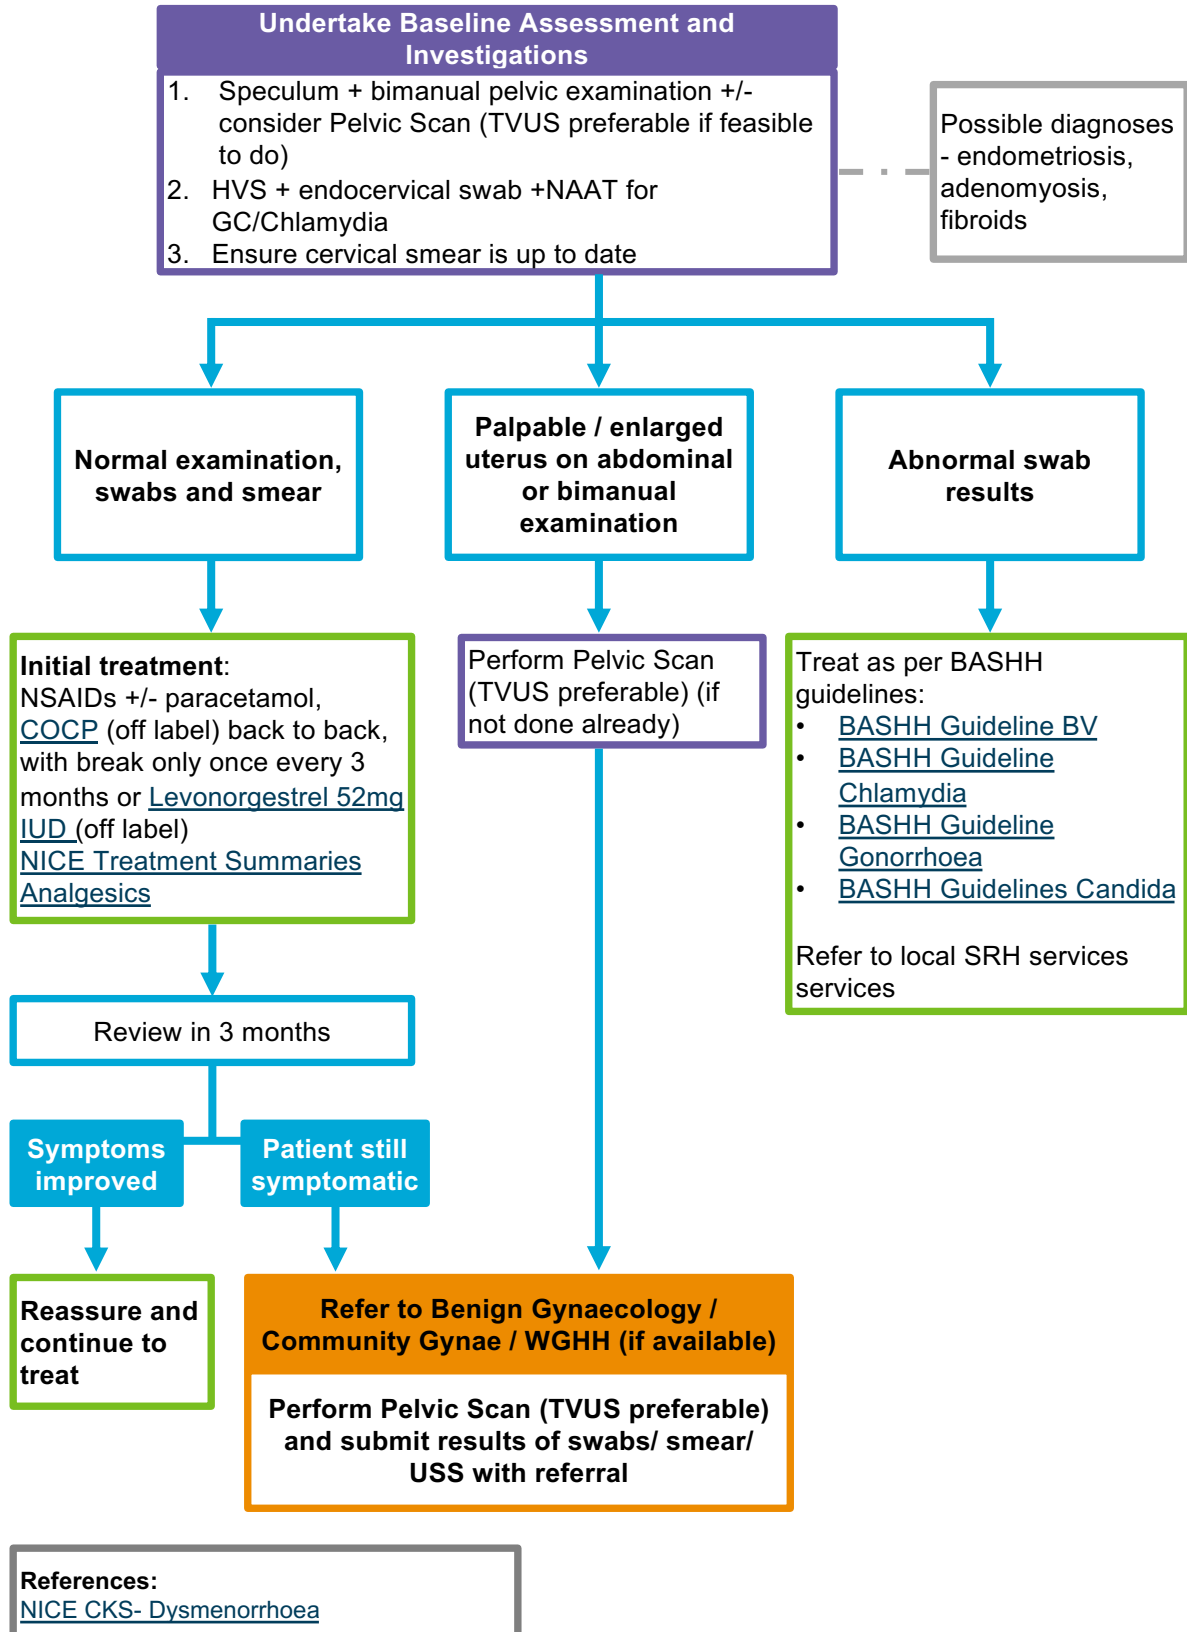 Undertake Baseline Assessment and
Investigations
1. Speculum + bimanual pelvic examination +/-
consider Pelvic Scan (TVUS preferable if feasible
to do)
2. HVS + endocervical swab +NAAT for
GC/Chlamydia
3. Ensure cervical smear is up to date
Possible diagnoses
- endometriosis,
adenomyosis,
fibroids
Normal examination,
swabs and smear
Palpable / enlarged
uterus on abdominal
or bimanual
examination
Abnormal swab
results
Initial treatment:
NSAIDs +/- paracetamol,
COCP (off label) back to back,
with break only once every 3
months or Levonorgestrel 52mg
IUD (off label)
NICE Treatment Summaries
Analgesics
Perform Pelvic Scan
(TVUS preferable) (if
not done already)
Treat as per BASHH
guidelines:
• BASHH Guideline BV
• BASHH Guideline
Chlamydia
• BASHH Guideline
Gonorrhoea
• BASHH Guidelines Candida
Refer to local SRH services
services
Review in 3 months
Symptoms
improved
Patient still
symptomatic
Reassure and
continue to
treat
Refer to Benign Gynaecology /
Community Gynae / WGHH (if available)
Perform Pelvic Scan (TVUS preferable)
and submit results of swabs/ smear/
USS with referral
References:
NICE CKS- Dysmenorrhoea